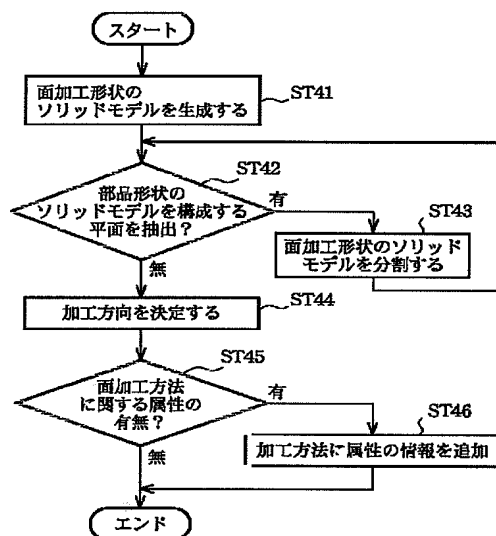 スタート
面加工形状の
ソリッドモデルを生成する
ST41
ST42
部品形状の
ソリッドモデルを構成する
平面を抽出？
有
ST43
面加工形状のソリッド
モデルを分割する
無
ST44
加工方向を決定する
ST45
面加工方法
に関する属性の
有無？
有
ST46
加工方法に属性の情報を追加
無
エンド